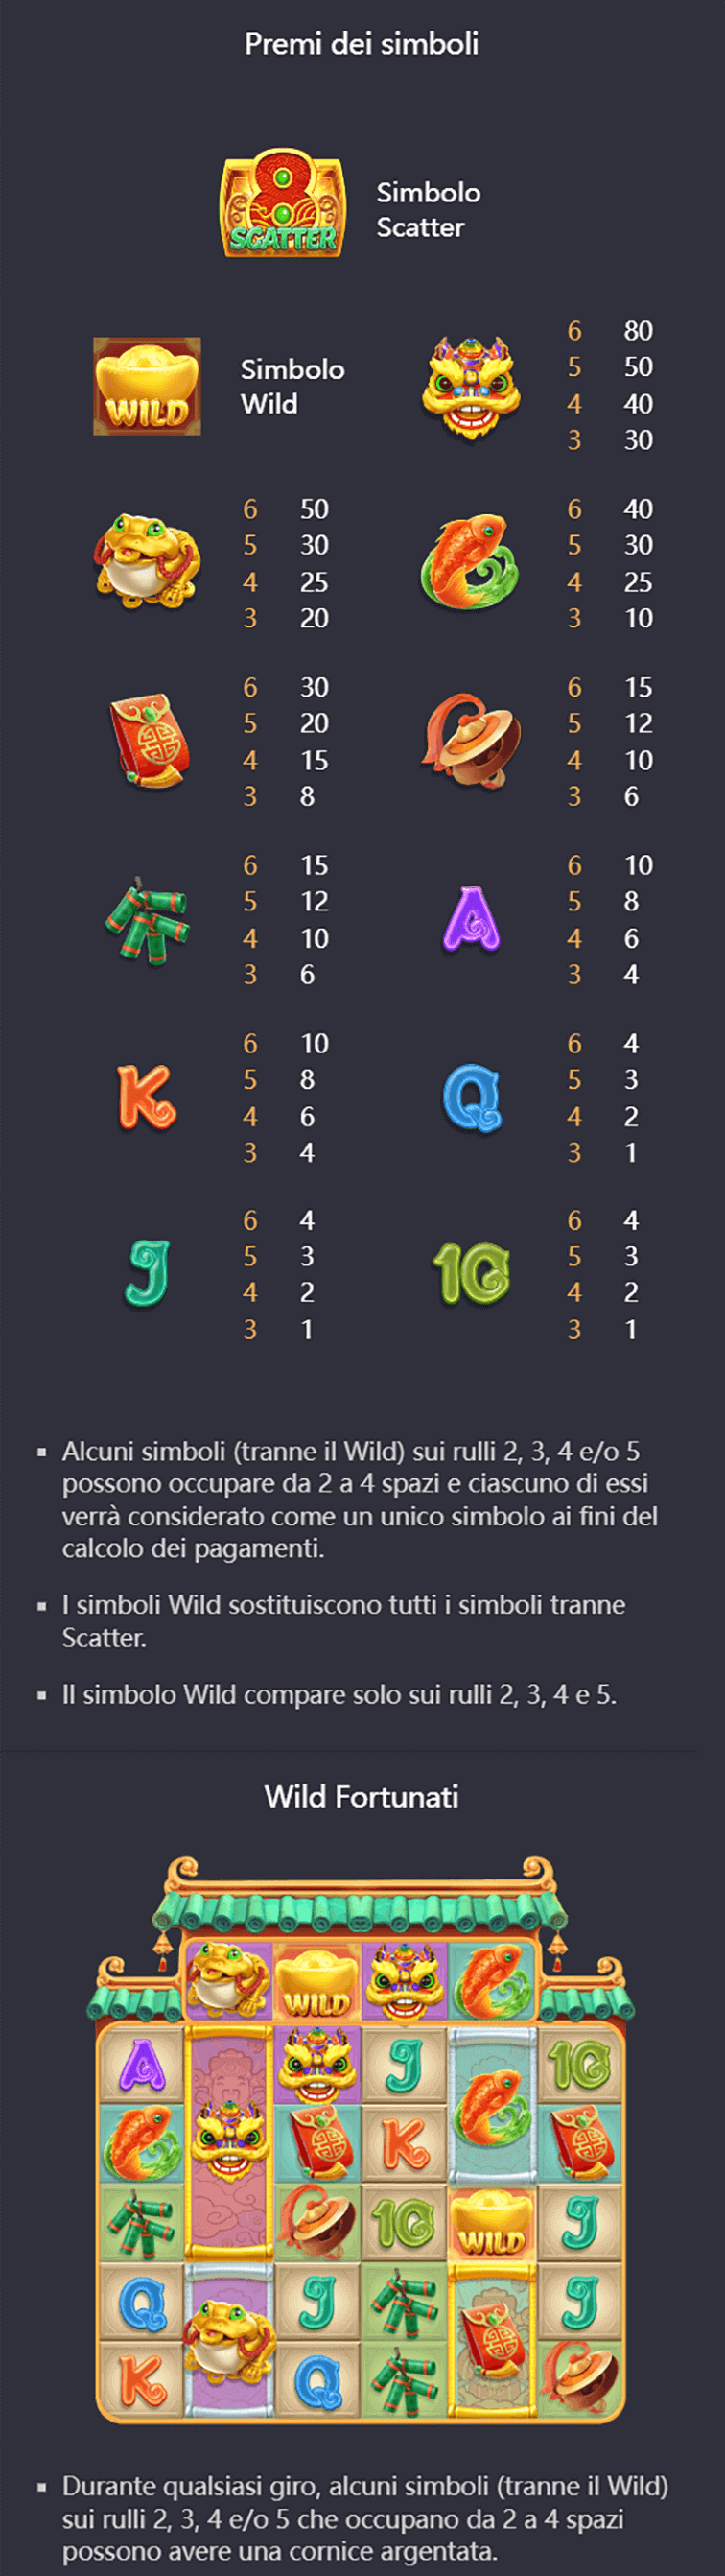 Premi dei simboli
8
SCATTER
Simbolo
Scatter
WILD
Simbolo
Wild
6 80
5 50
4 40
3 30
6 50
5 30
4 25
3 20
6 40
5 30
4 25
3 10
6 30
5 20
4 15
3 8
6 15
5 12
4 10
3 6
6 15
5 12
4 10
3 6
A
6 10
5 8
4 6
3 4
K
6 10
5 8
4 6
3 4
Q
6 4
5 3
4 2
3 1
J
6 4
5 3
4 2
3 1
10
6 4
5 3
4 2
3 1
▪ Alcuni simboli (tranne il Wild) sui rulli 2, 3, 4 e/o 5
possono occupare da 2 a 4 spazi e ciascuno di essi
verrà considerato come un unico simbolo ai fini del
calcolo dei pagamenti.
▪ I simboli Wild sostituiscono tutti i simboli tranne
Scatter.
▪ Il simbolo Wild compare solo sui rulli 2, 3, 4 e 5.
Wild Fortunati
WILD
A J 10
K
10 WILD J
Q J J
K Q
▪ Durante qualsiasi giro, alcuni simboli (tranne il Wild)
sui rulli 2, 3, 4 e/o 5 che occupano da 2 a 4 spazi
possono avere una cornice argentata.